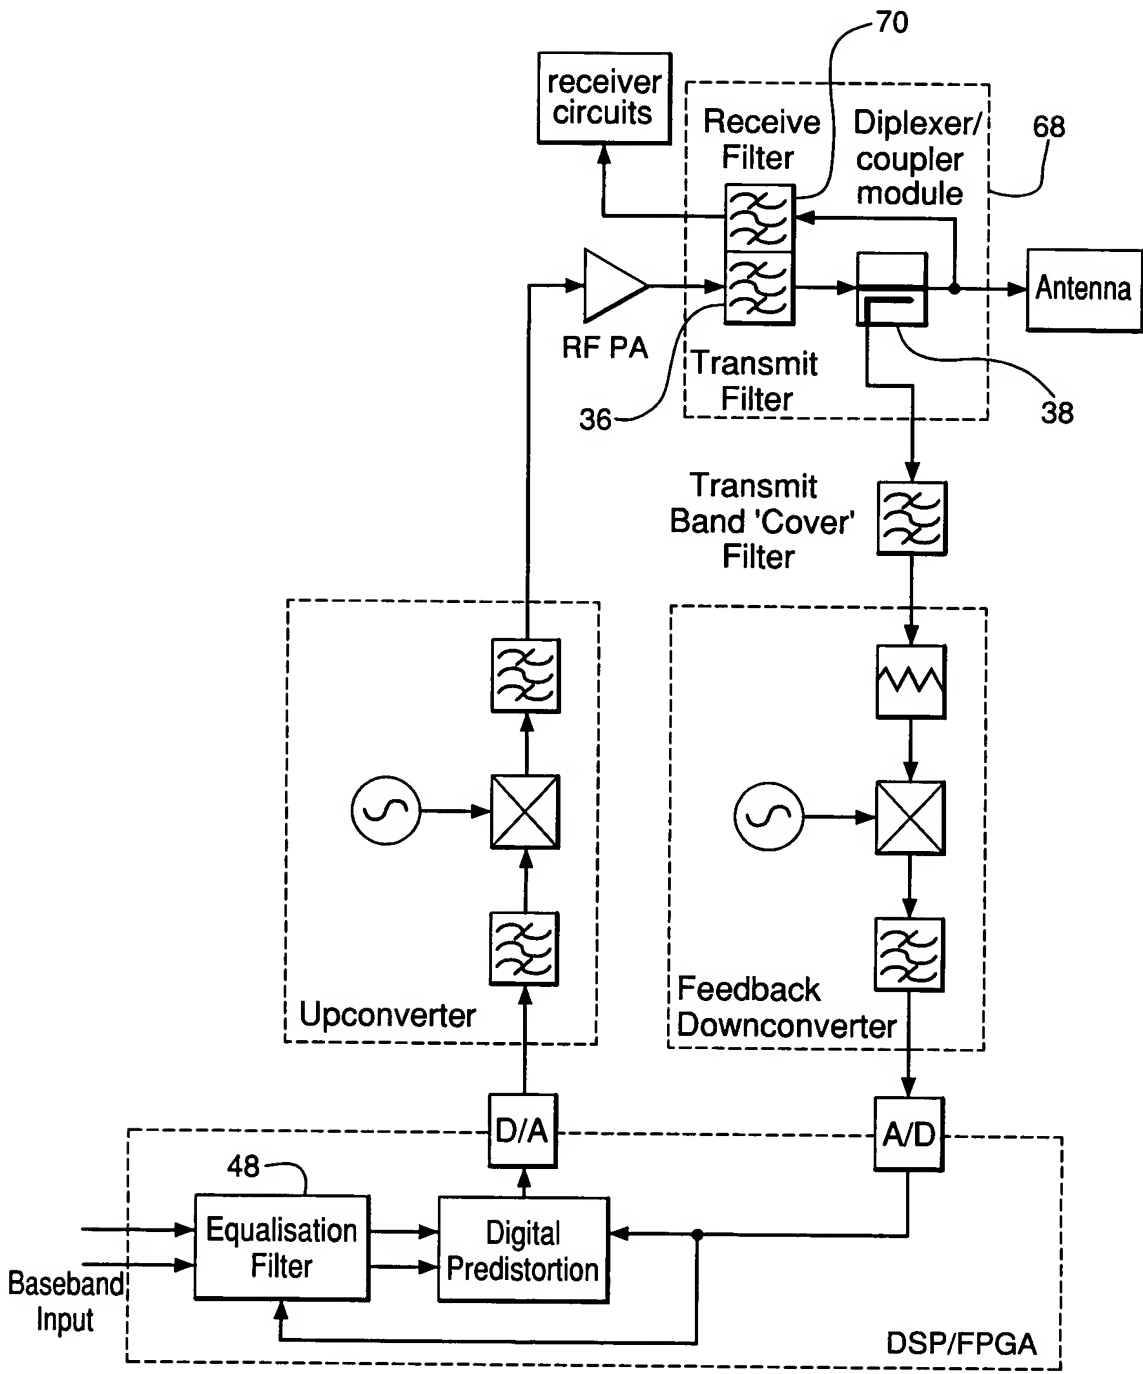 70
receiver
circuits
Receive
Filter
Diplexer/
coupler
module
68
Antenna
RF PA
Transmit
Filter
36
38
Transmit
Band 'Cover'
Filter
Upconverter
Feedback
Downconverter
D/A
A/D
48
Equalisation
Filter
Digital
Predistortion
Baseband
Input
DSP/FPGA